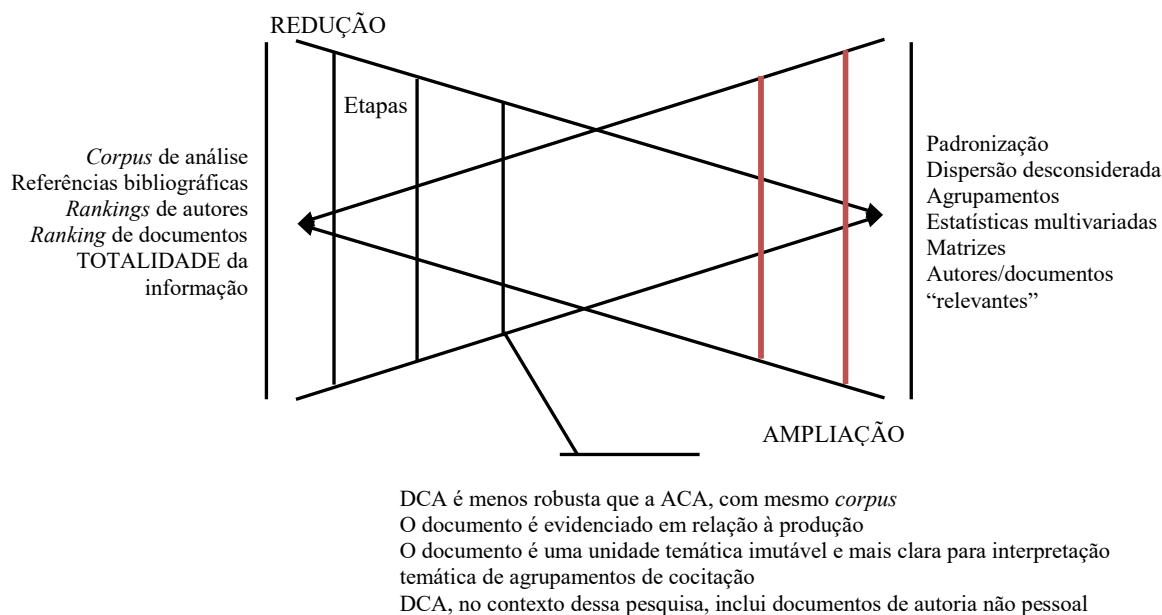 REDUÇÃO
Etapas
Corpus de análise
Referências bibliográficas
Rankings de autores
Ranking de documentos
TOTALIDADE da
informação
Padronização
Dispersão desconsiderada
Agrupamentos
Estatísticas multivariadas
Matrizes
Autores/documentos
“relevantes”
AMPLIAÇÃO
DCA é menos robusta que a ACA, com mesmo corpus
O documento é evidenciado em relação à produção
O documento é uma unidade temática imutável e mais clara para interpretação
temática de agrupamentos de cocitação
DCA, no contexto dessa pesquisa, inclui documentos de autoria não pessoal